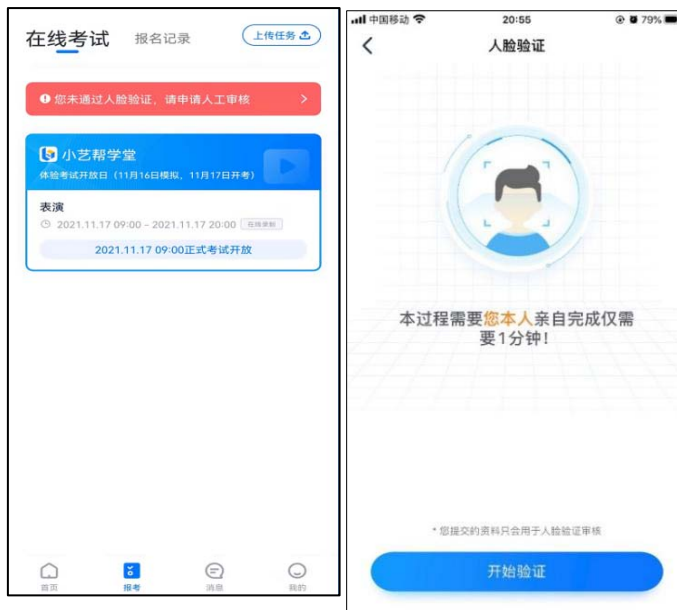 在线考试 报名记录 上传任务
您未通过人脸验证，请申请人工审核
小艺帮学堂
体验考试开放日（11月16日模拟，11月17日开考）
表演
2021.11.17 09:00 - 2021.11.17 20:00 在线录制
2021.11.17 09:00正式考试开放
首页 报考 消息 我的
中国移动 20:55 79%
人脸验证
本过程需要您本人亲自完成仅需
要1分钟！
* 您提交的资料只会用于人脸验证审核
开始验证